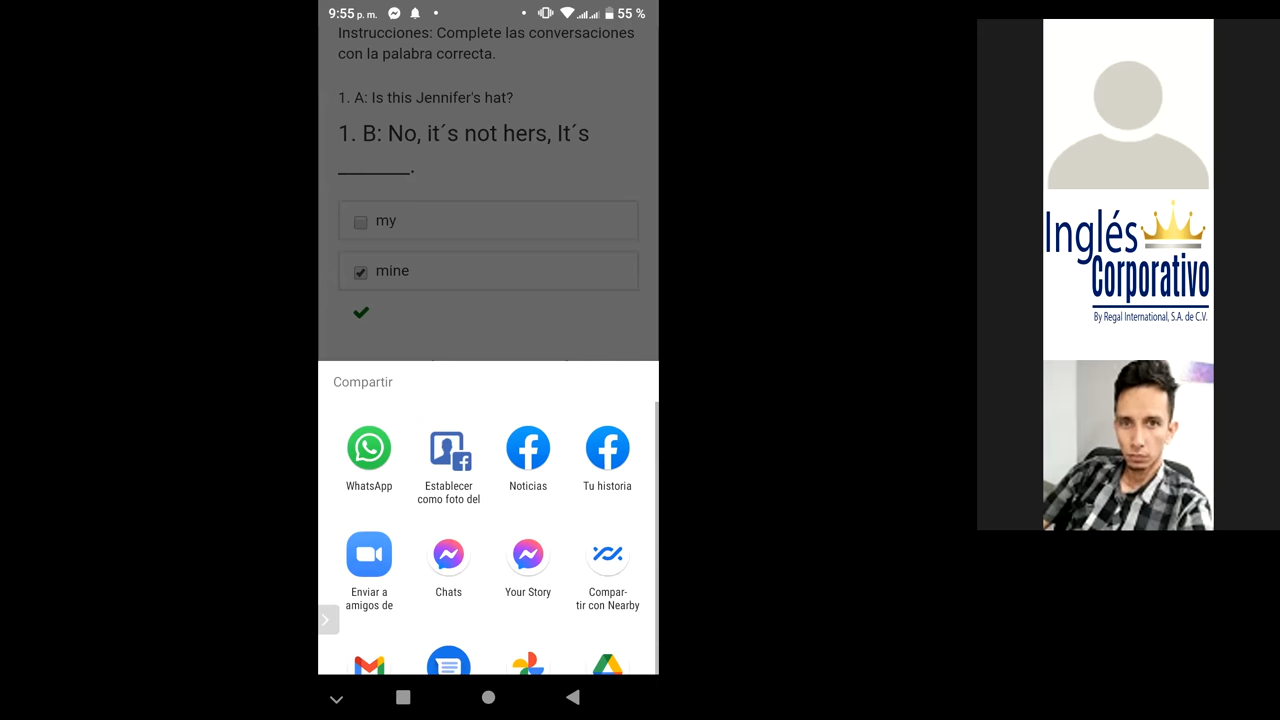 9:55 p. m.
55 %
Instrucciones: Complete las conversaciones
con la palabra correcta.
1. A: Is this Jennifer's hat?
1. B: No, it´s not hers, It´s
________.
my
mine
Compartir
WhatsApp
Establecer
como foto del
Noticias
Tu historia
Enviar a
amigos de
Chats
Your Story
Compar-
tir con Nearby
Inglés
Corporativo
By Regal International, S.A. de C.V.